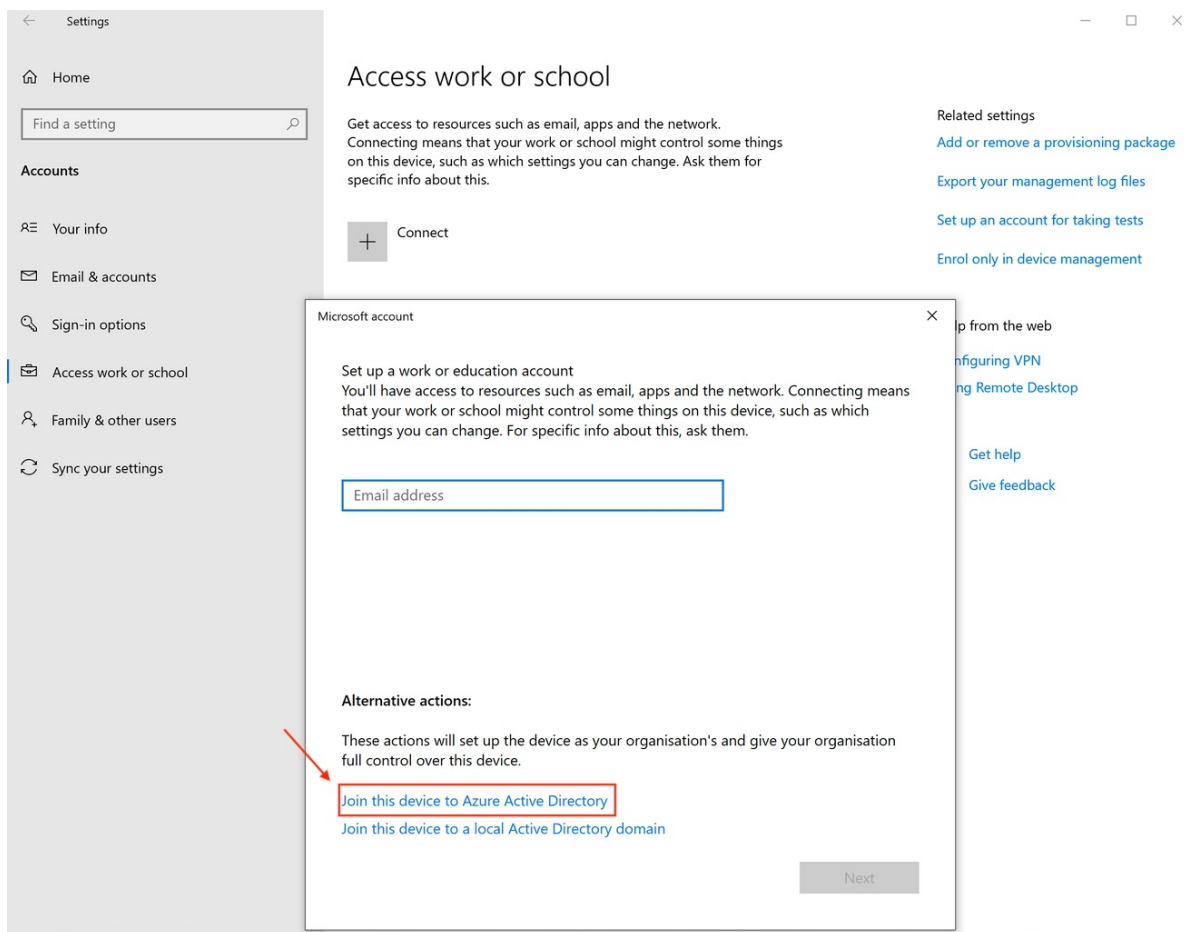 Settings
Home
Find a setting
Accounts
Your info
Email & accounts
Sign-in options
Access work or school
Family & other users
Sync your settings
Access work or school
Get access to resources such as email, apps and the network.
Connecting means that your work or school might control some things
on this device, such as which settings you can change. Ask them for
specific info about this.
Connect
Related settings
Add or remove a provisioning package
Export your management log files
Set up an account for taking tests
Enrol only in device management
lp from the web
nfiguring VPN
ng Remote Desktop
Get help
Give feedback
Microsoft account
Set up a work or education account
You'll have access to resources such as email, apps and the network. Connecting means
that your work or school might control some things on this device, such as which
settings you can change. For specific info about this, ask them.
Email address
Alternative actions:
These actions will set up the device as your organisation's and give your organisation
full control over this device.
Join this device to Azure Active Directory
Join this device to a local Active Directory domain
Next